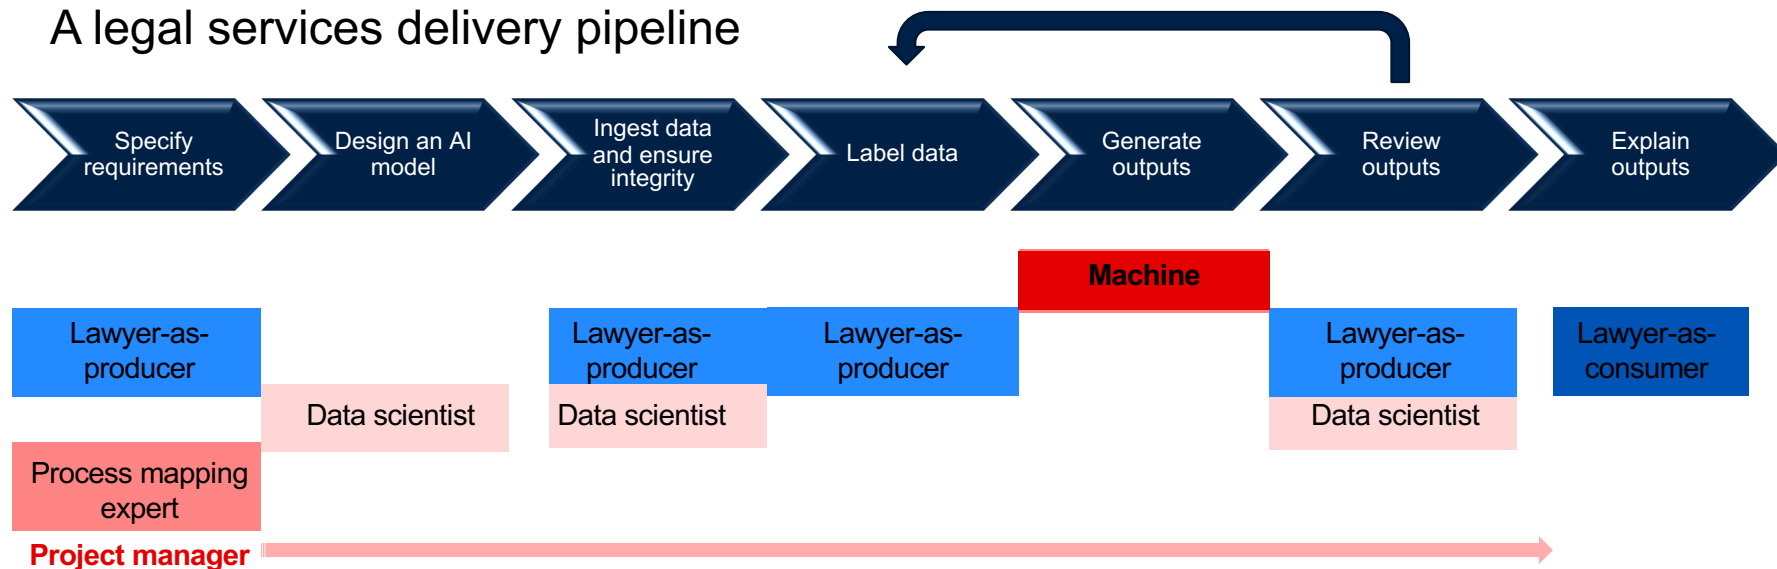 A legal services delivery pipeline
Specify
requirements
Design an AI
model
Ingest data
and ensure
integrity
Label data
Generate
outputs
Review
outputs
Explain
outputs
Machine
Lawyer-as-
producer
Lawyer-as-
producer
Lawyer-as-
producer
Lawyer-as-
producer
Lawyer-as-
consumer
Data scientist
Data scientist
Data scientist
Process mapping
expert
Project manager